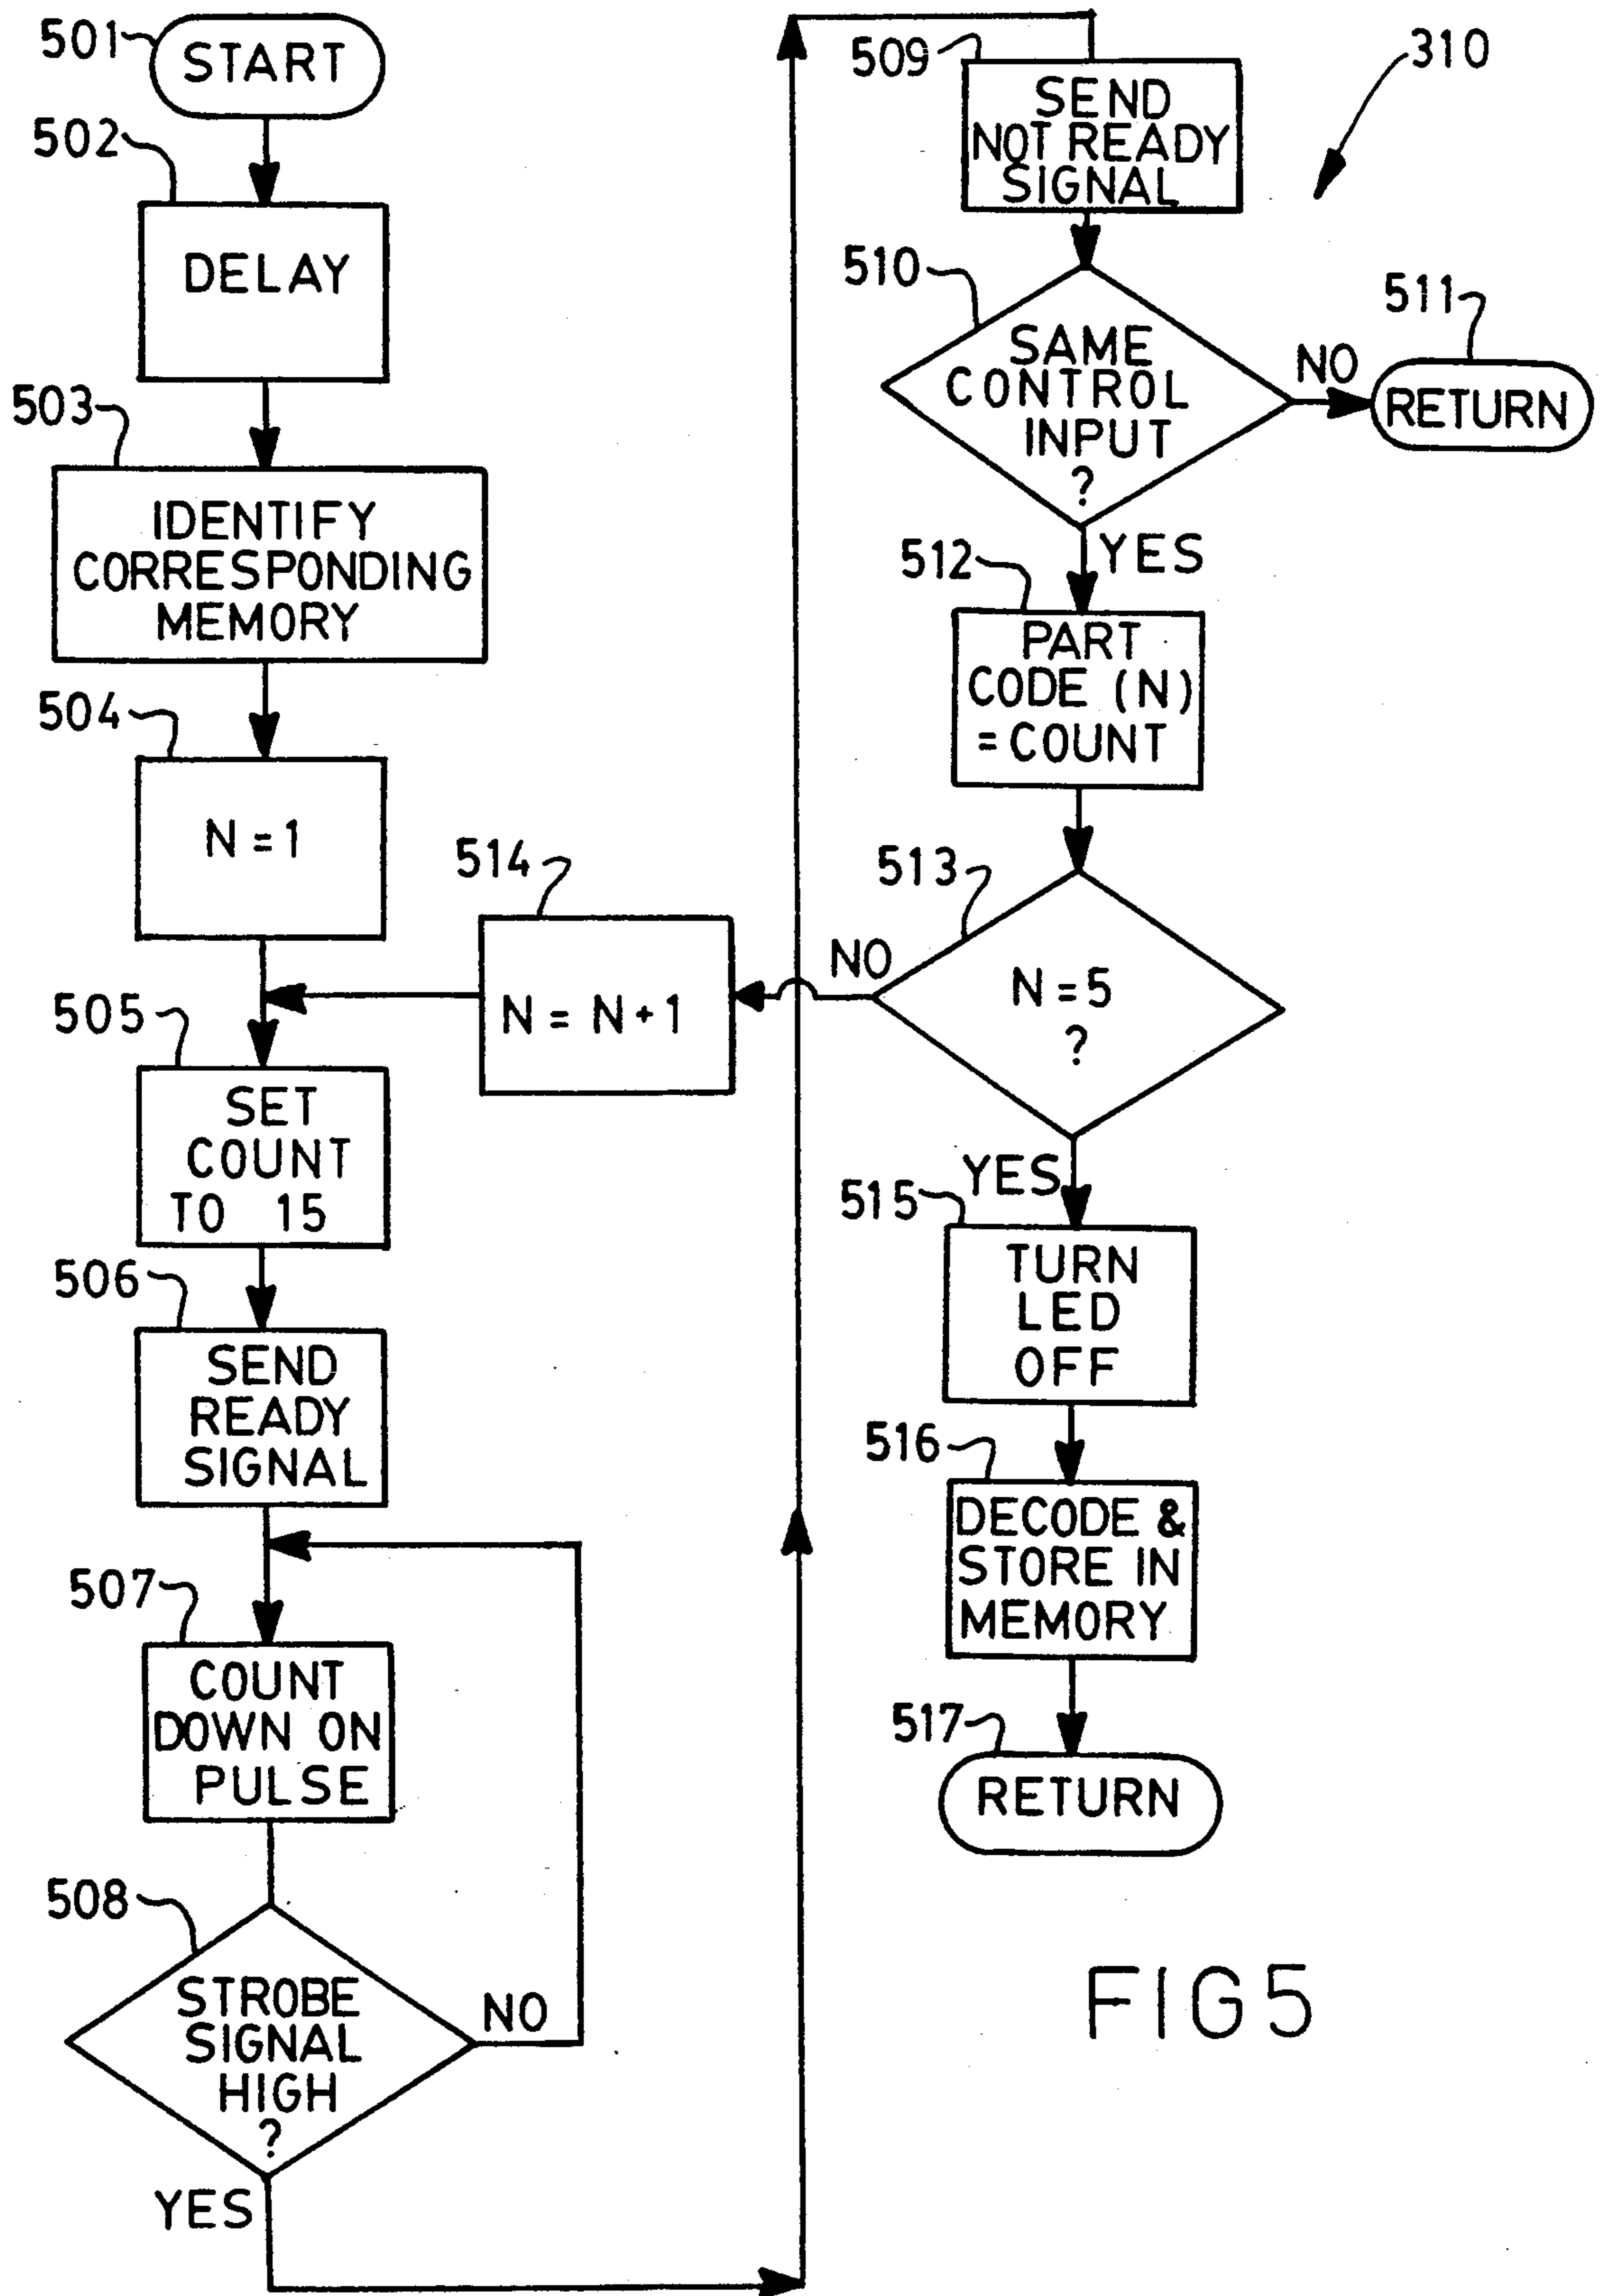 501
START
502
DELAY
503
IDENTIFY
CORRESPONDING
MEMORY
504
N = 1
514
N = N + 1
505
SET
COUNT
TO 15
506
SEND
READY
SIGNAL
507
COUNT
DOWN ON
PULSE
508
STROBE
SIGNAL
HIGH
?
NO
YES
509
SEND
NOT READY
SIGNAL
310
510
SAME
CONTROL
INPUT
?
NO
511
RETURN
YES
512
PART
CODE (N)
= COUNT
513
N = 5
?
NO
YES
515
TURN
LED
OFF
516
DECODE &
STORE IN
MEMORY
517
RETURN
FIG 5